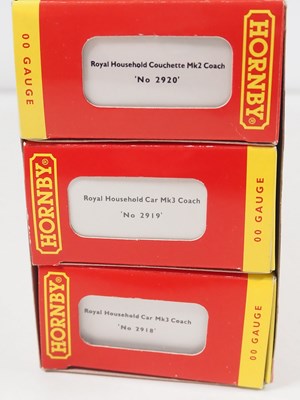 00 GAUGE
Royal Household Couchette Mk2 Coach
'No 2920'
HORNBY
HORNBY
Royal Household Car Mk3 Coach
'No 2919'
00 GAUGE
HORNBY
Royal Household Car Mk3 Coach
'No 2918'
00 GAUGE